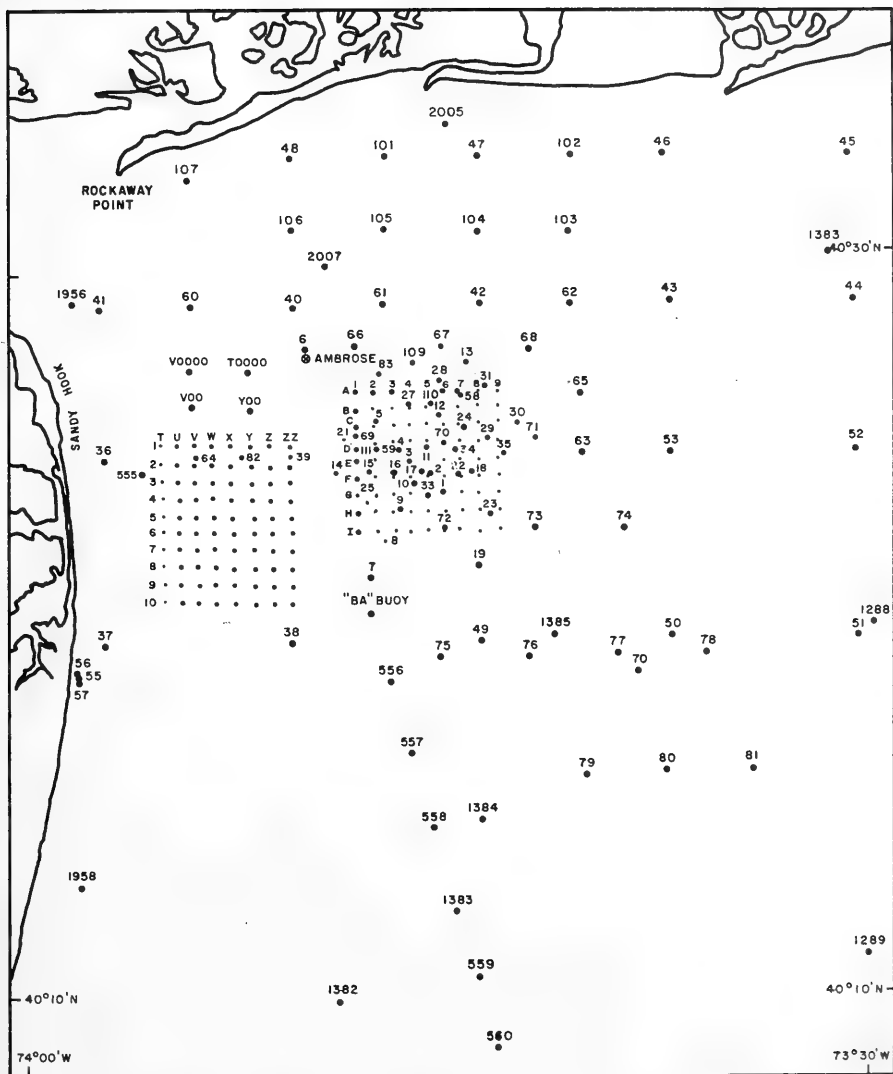 2005
48 101 47 102 46 45
107
ROCKAWAY
POINT
106 105 104 103
1383
40°30'N
2007
1956 41 60 40 61 42 62 43 44
6 66 67 68
⊗ AMBROSE 109 13
V0000 T0000 83 28 31 65
1 2 3 4 5 6 7 8 9
A
27 110 58
V00 Y00
B 12
SANDY HOOK
C 5 24 30
T U V W X Y Z ZZ
21 69 70 29 71
1
D 111 59 4 11 34 35 63 53 52
36 64 82 39
2
E 3
555 14 15 16 17 2 22 18
3
F 10
25 33 1
4
G
9
5
H 23
72 73 74
6
I
8
7
19
8
7
9
"BA" BUOY
10
1288
37 38 49 1385 50 51
75 76 77 78
56
55
57
70
556
557
79 80 81
558 1384
1958
1383
1289
559
40°10'N 1382 40°10'N
560
74°00'W 73°30'W